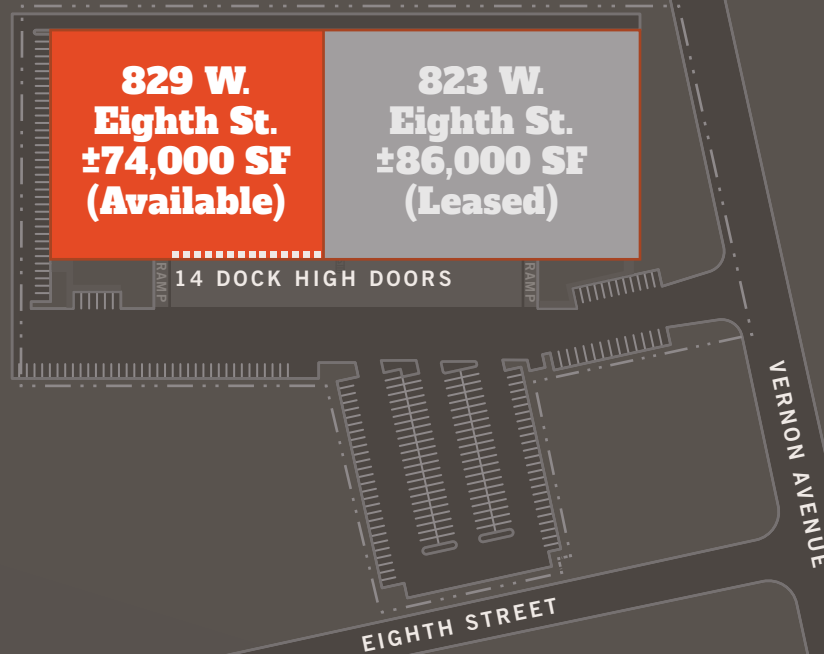 829 W.
Eighth St.
±74,000 SF
(Available)
823 W.
Eighth St.
±86,000 SF
(Leased)
RAMP
14 DOCK HIGH DOORS
RAMP
VERNON AVENUE
EIGHTH STREET